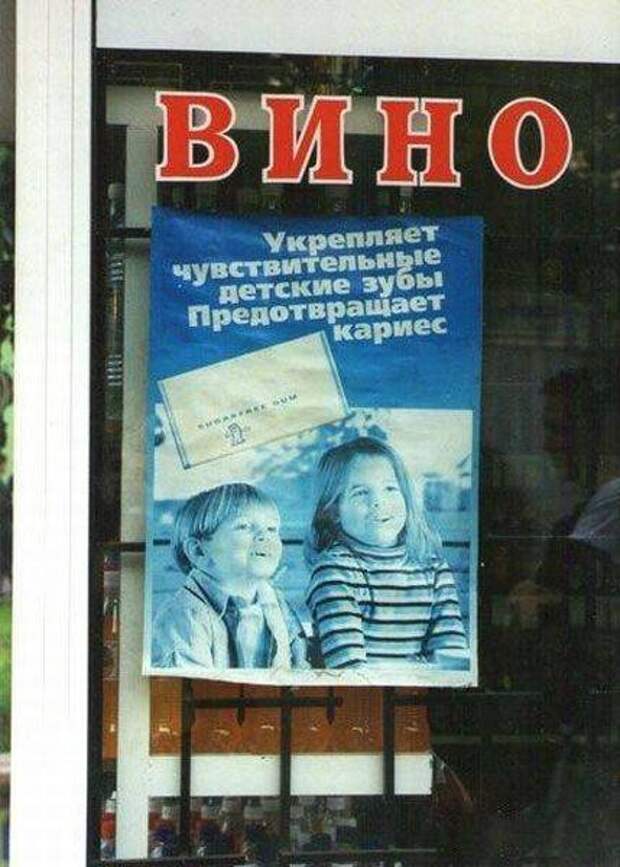 ВИНО
Укрепляет
чувствительные
детские зубы
Предотвращает
кариес
SUGARFREE GUM